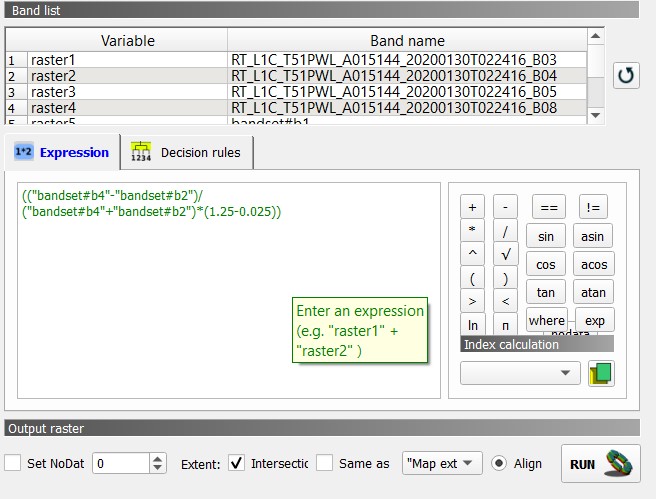 Band list
Variable Band name
1 raster1 RT_L1C_T51PWL_A015144_20200130T022416_B03
2 raster2 RT_L1C_T51PWL_A015144_20200130T022416_B04
3 raster3 RT_L1C_T51PWL_A015144_20200130T022416_B05
4 raster4 RT_L1C_T51PWL_A015144_20200130T022416_B08
5 raster5 bandset#b1
1*2 Expression 1234 Decision rules
(("bandset#b4"-"bandset#b2")/
("bandset#b4"+"bandset#b2")*(1.25-0.025))
Enter an expression
(e.g. "raster1" +
"raster2" )
+ - == !=
* / sin asin
^ √ cos acos
( ) tan atan
> < where exp
ln π nodata
Index calculation
Output raster
Set NoDat 0 Extent: Intersectic Same as "Map ext Align RUN